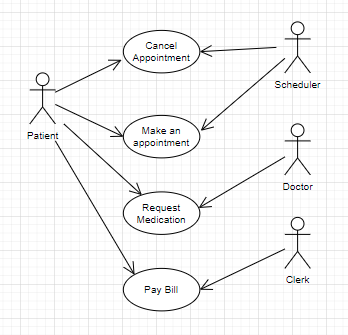 Cancel
Appointment
Scheduler
Patient
Make an
appointment
Doctor
Request
Medication
Clerk
Pay Bill